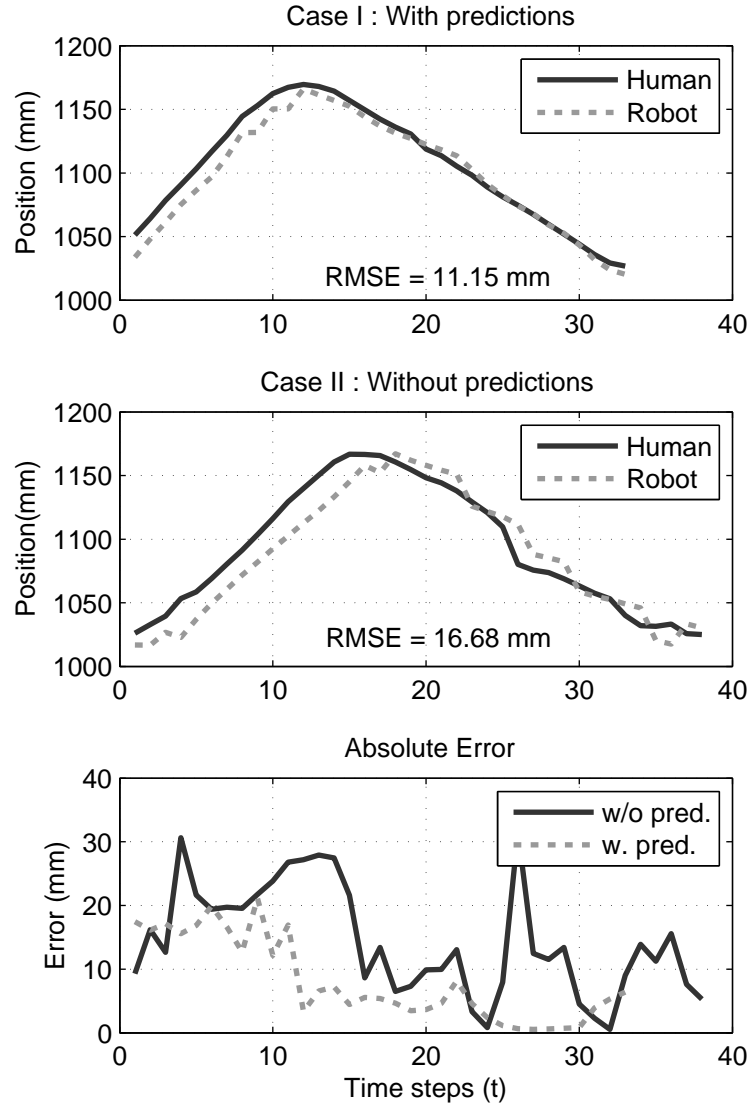 Case I : With predictions
1200
1150
1100
1050
1000
Position (mm)
Human
Robot
RMSE = 11.15 mm
0 10 20 30 40
Case II : Without predictions
1200
1150
1100
1050
1000
Position(mm)
Human
Robot
RMSE = 16.68 mm
0 10 20 30 40
Absolute Error
40
30
20
10
0
Error (mm)
w/o pred.
w. pred.
0 10 20 30 40
Time steps (t)